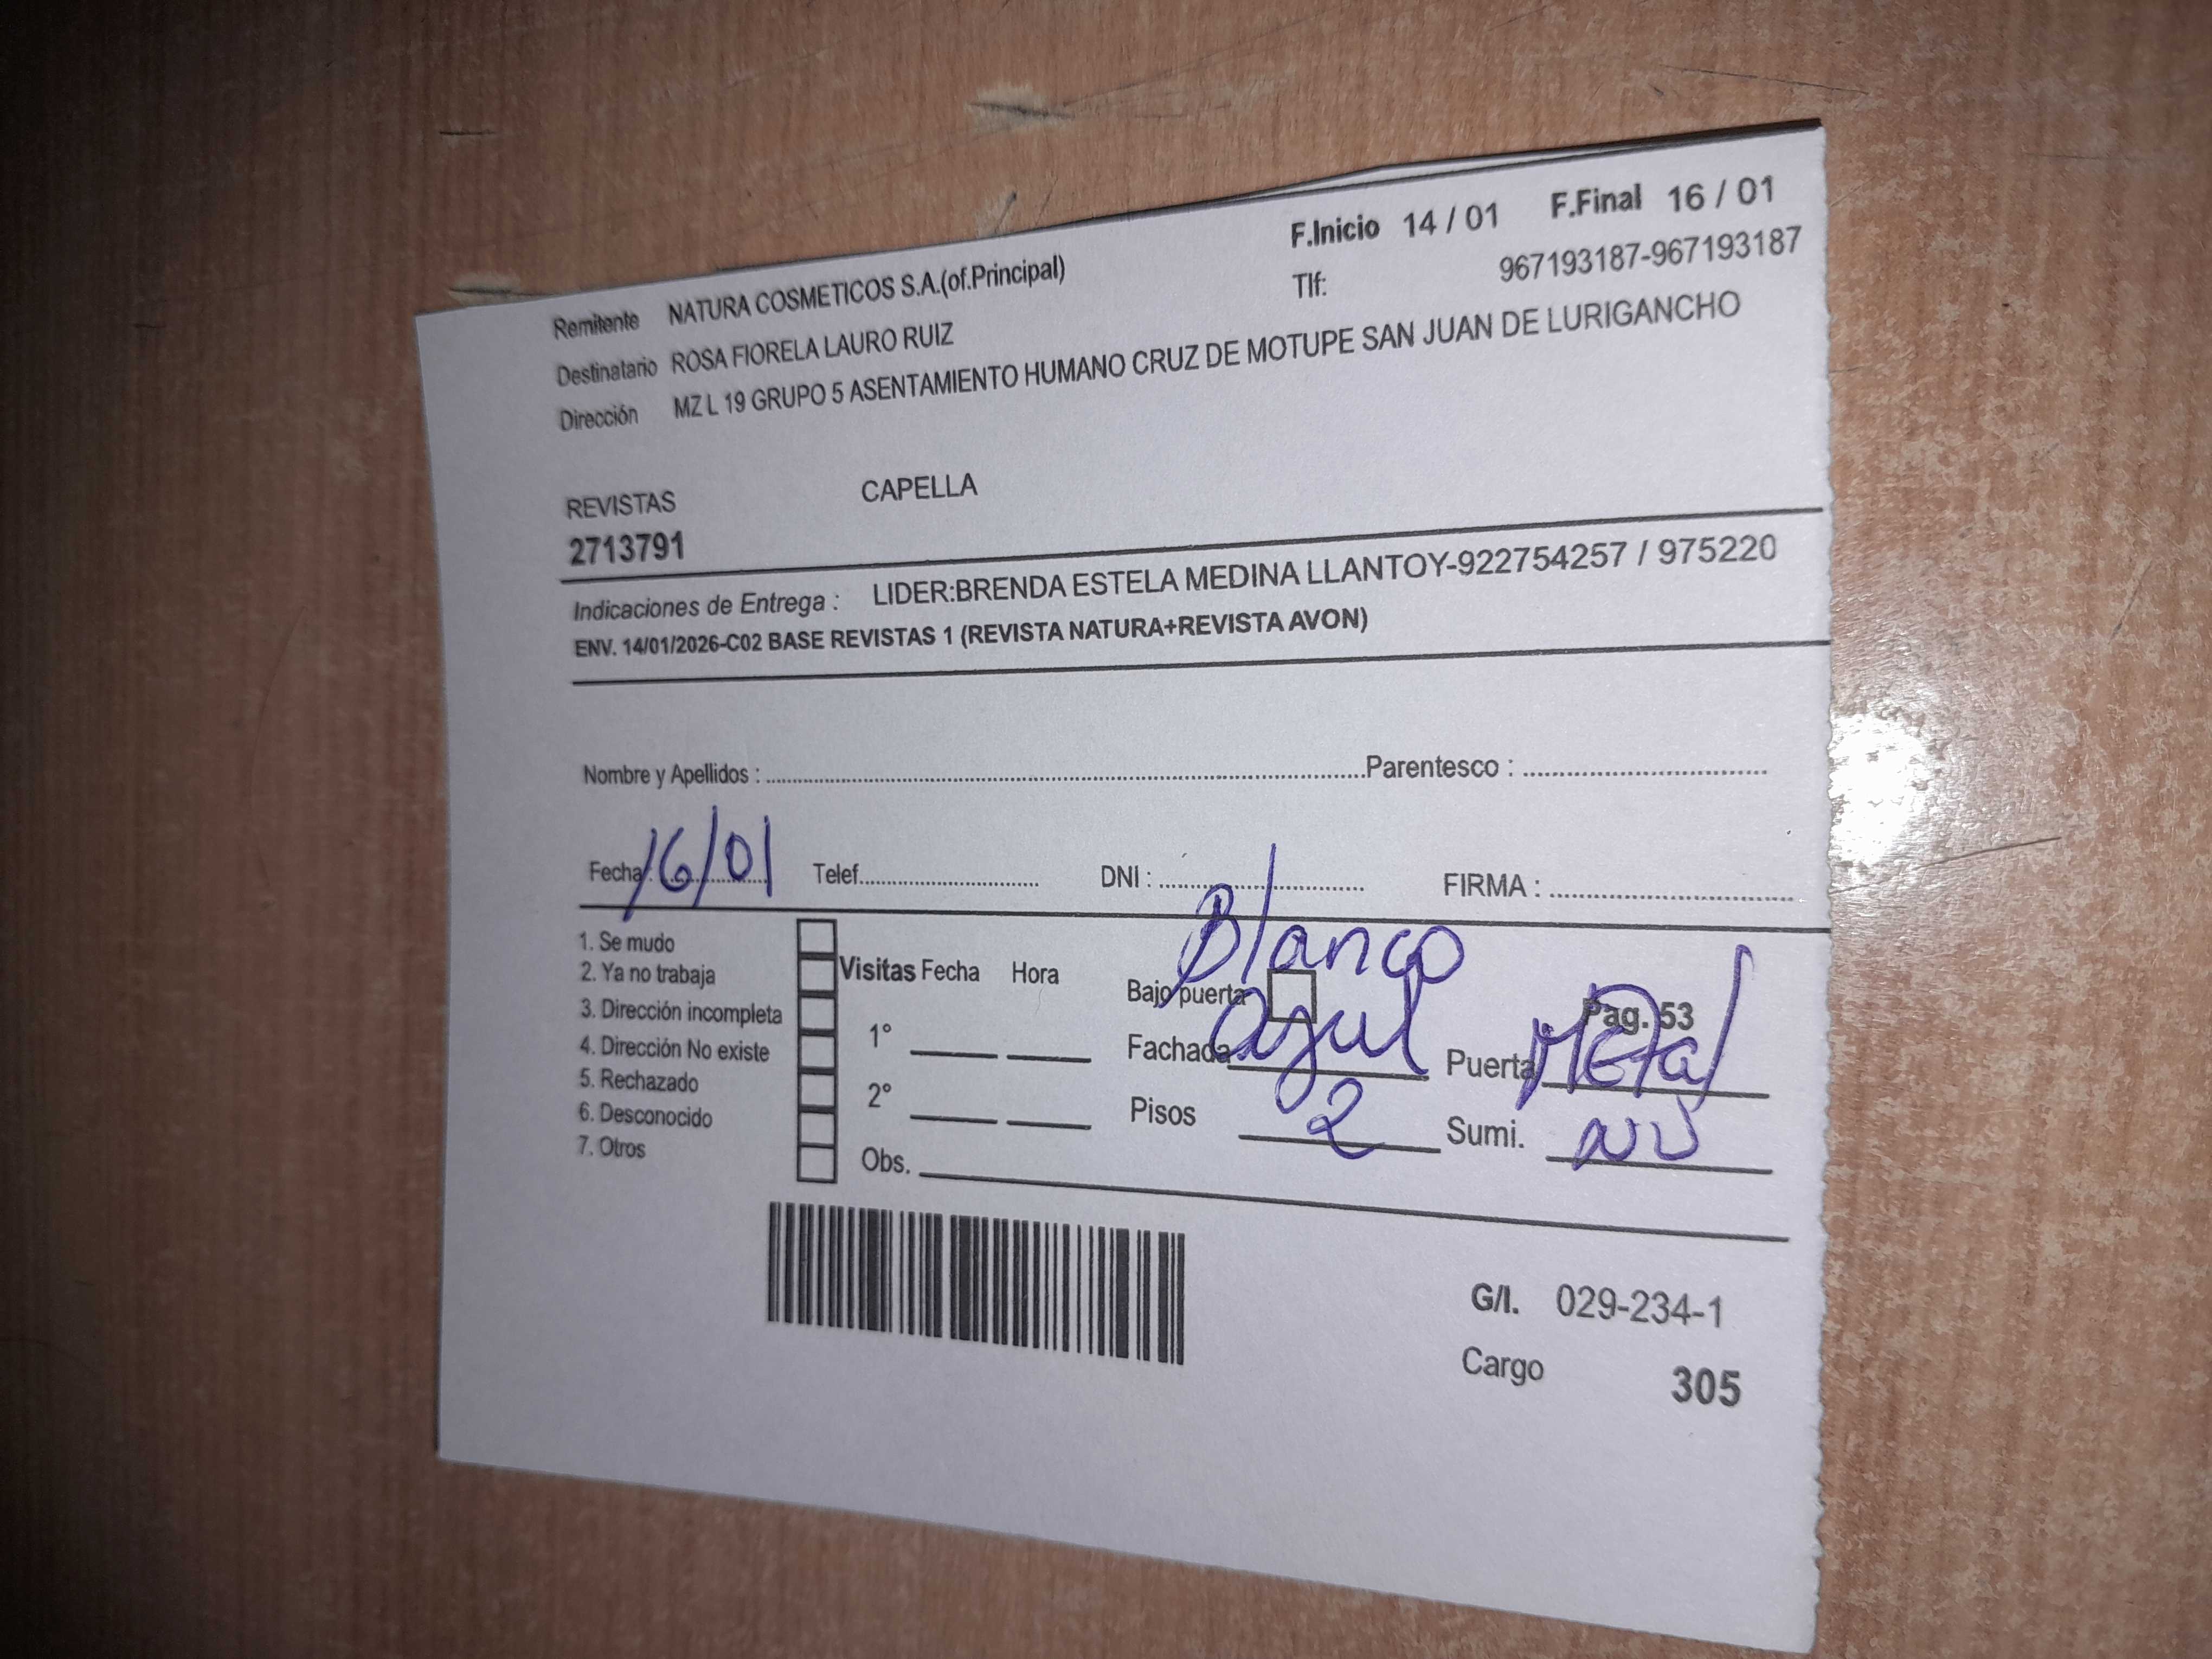 F.Inicio 14 / 01 F.Final 16 / 01
Remitente NATURA COSMETICOS S.A.(of.Principal) Tlf: 967193187-967193187
Destinatario ROSA FIORELA LAURO RUIZ
Dirección MZ L 19 GRUPO 5 ASENTAMIENTO HUMANO CRUZ DE MOTUPE SAN JUAN DE LURIGANCHO
REVISTAS CAPELLA
2713791
Indicaciones de Entrega : LIDER:BRENDA ESTELA MEDINA LLANTOY-922754257 / 975220
ENV. 14/01/2026-C02 BASE REVISTAS 1 (REVISTA NATURA+REVISTA AVON)
Nombre y Apellidos : Parentesco :
Fecha: 16/01 Telef. DNI : FIRMA :
1. Se mudo
2. Ya no trabaja
3. Dirección incompleta
4. Dirección No existe
5. Rechazado
6. Desconocido
7. Otros
Visitas Fecha Hora
1°
2°
Obs.
Blanco
Bajo puerta Pag. 53
Fachada azul Puerta Metal
Pisos 2 Sumi.
G/I. 029-234-1
Cargo 305